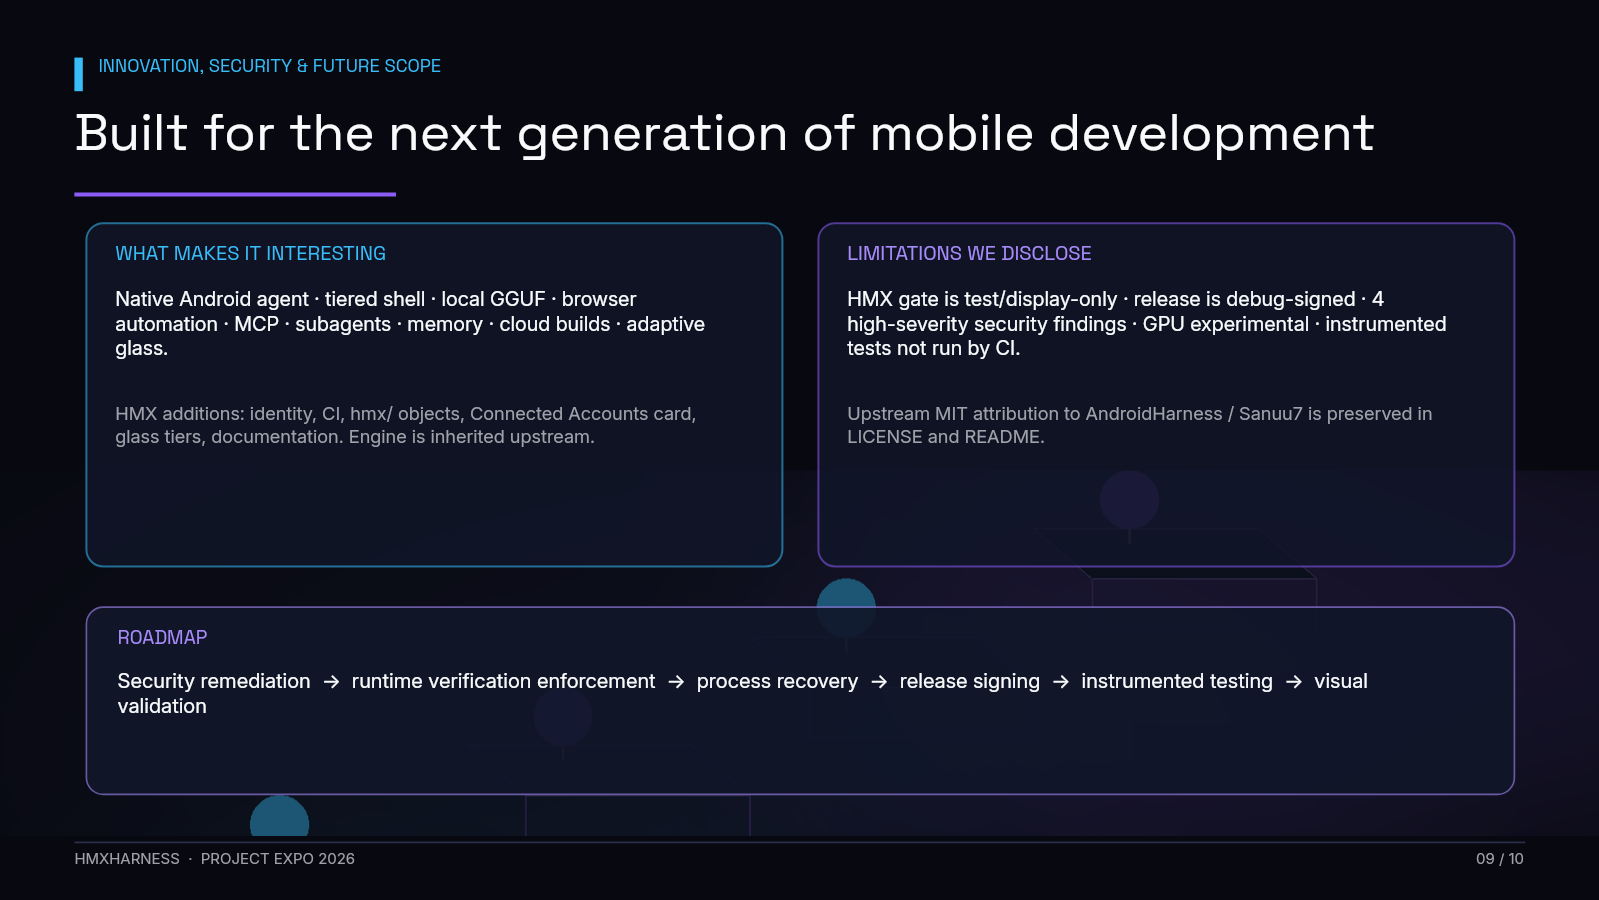 INNOVATION, SECURITY & FUTURE SCOPE
Built for the next generation of mobile development
WHAT MAKES IT INTERESTING
Native Android agent · tiered shell · local GGUF · browser
automation · MCP · subagents · memory · cloud builds · adaptive
glass.
HMX additions: identity, CI, hmx/ objects, Connected Accounts card,
glass tiers, documentation. Engine is inherited upstream.
LIMITATIONS WE DISCLOSE
HMX gate is test/display-only · release is debug-signed · 4
high-severity security findings · GPU experimental · instrumented
tests not run by CI.
Upstream MIT attribution to AndroidHarness / Sanuu7 is preserved in
LICENSE and README.
ROADMAP
Security remediation → runtime verification enforcement → process recovery → release signing → instrumented testing → visual
validation
HMXHARNESS · PROJECT EXPO 2026
09 / 10